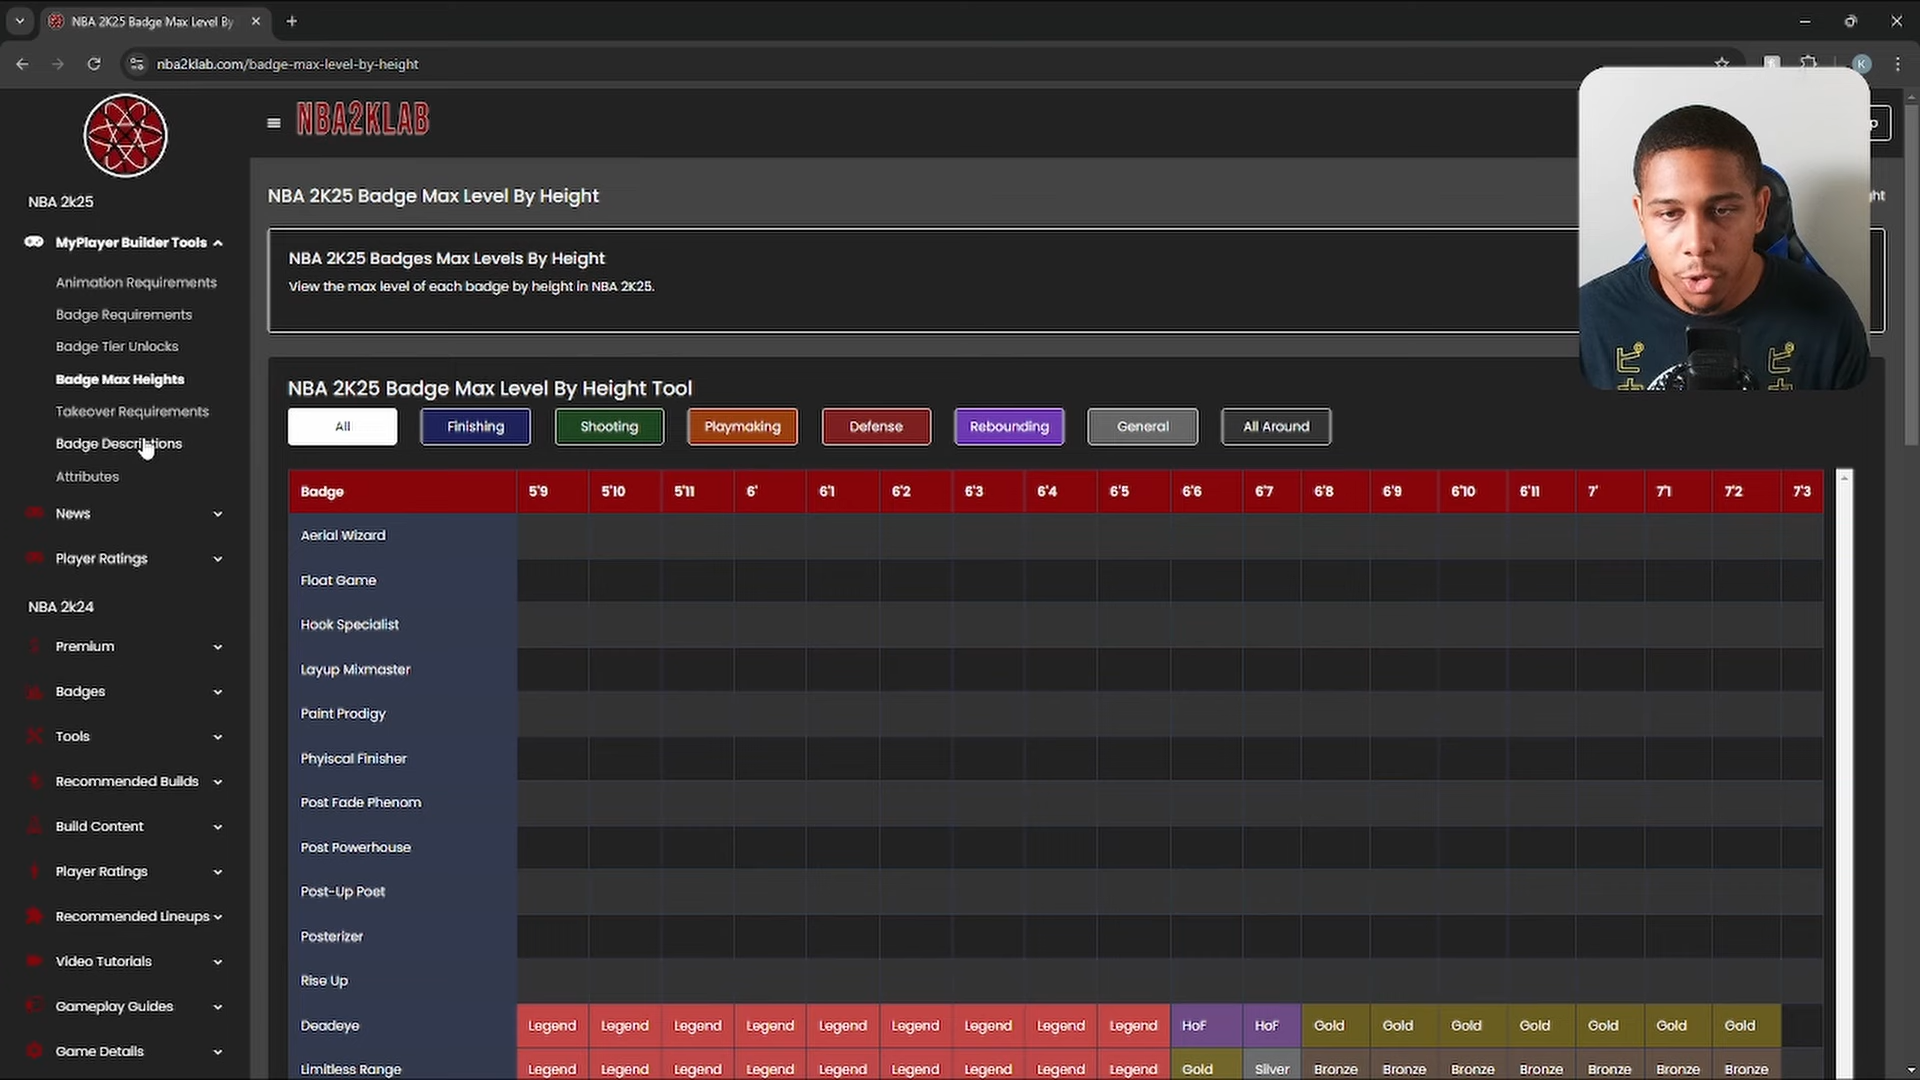 NBA 2K25 Badge Max Level By
nba2klab.com/badge-max-level-by-height
K
NBA2KLAB
NBA 2k25
MyPlayer Builder Tools
Animation Requirements
Badge Requirements
Badge Tier Unlocks
Badge Max Heights
Takeover Requirements
Badge Descriptions
Attributes
News
Player Ratings
NBA 2k24
Premium
Badges
Tools
Recommended Builds
Build Content
Player Ratings
Recommended Lineups
Video Tutorials
Gameplay Guides
Game Details
NBA 2K25 Badge Max Level By Height
NBA 2K25 Badges Max Levels By Height
View the max level of each badge by height in NBA 2K25.
NBA 2K25 Badge Max Level By Height Tool
All Finishing Shooting Playmaking Defense Rebounding General All Around
Badge 5'9 5'10 5'11 6' 6'1 6'2 6'3 6'4 6'5 6'6 6'7 6'8 6'9 6'10 6'11 7' 7'1 7'2 7'3
Aerial Wizard
Float Game
Hook Specialist
Layup Mixmaster
Paint Prodigy
Phyiscal Finisher
Post Fade Phenom
Post Powerhouse
Post-Up Poet
Posterizer
Rise Up
Deadeye Legend Legend Legend Legend Legend Legend Legend Legend Legend HoF HoF Gold Gold Gold Gold Gold Gold Gold
Limitless Range Legend Legend Legend Legend Legend Legend Legend Legend Legend Gold Silver Bronze Bronze Bronze Bronze Bronze Bronze Bronze